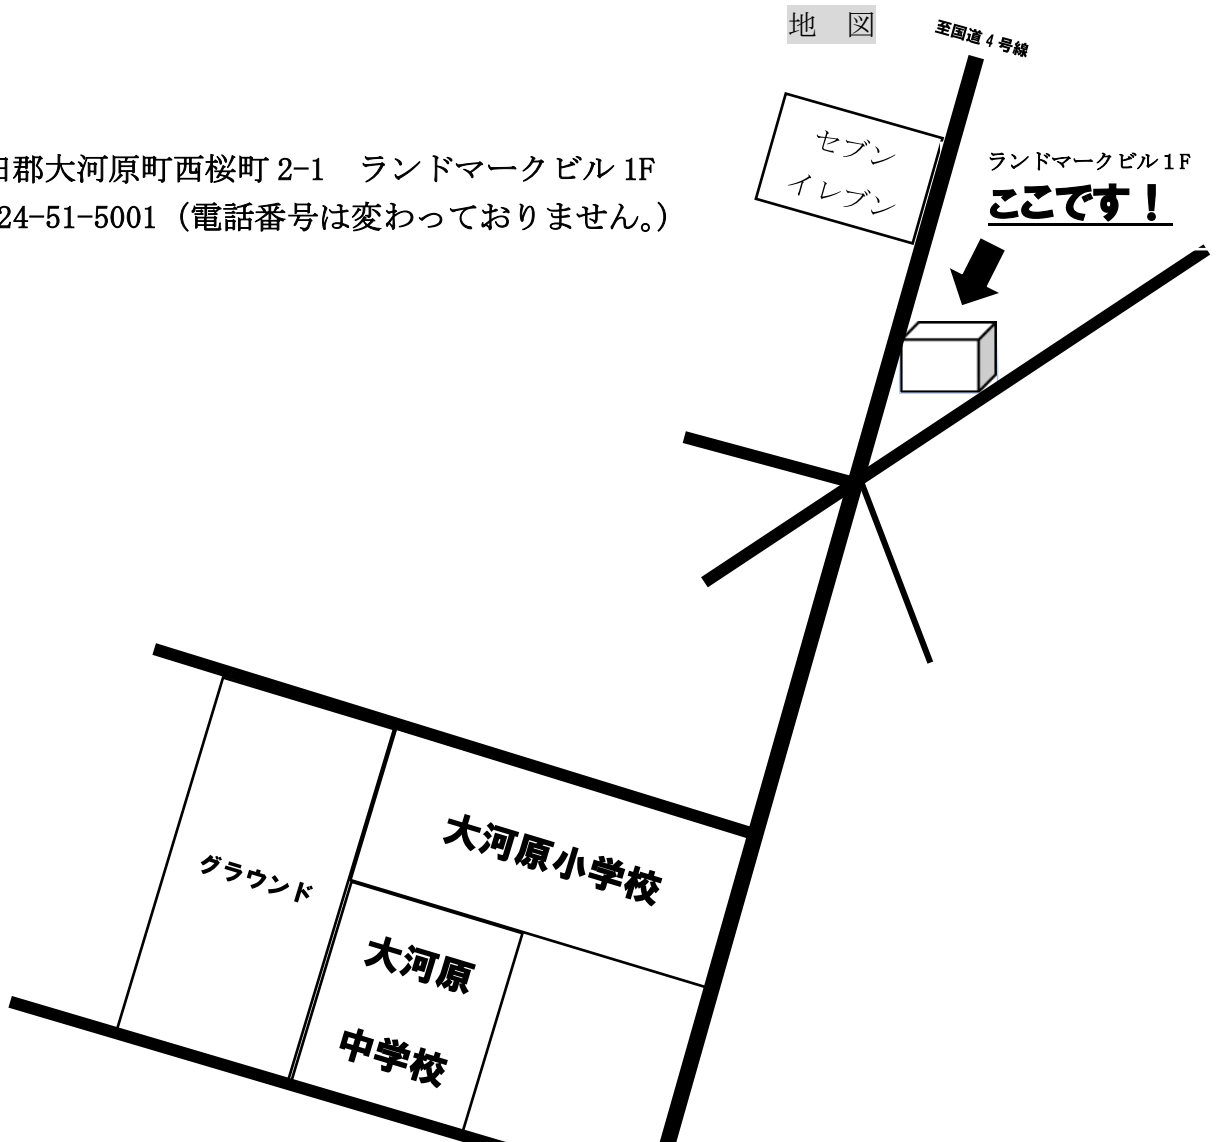 地　図
至国道４号線
セブン
イレブン
ランドマークビル１F
ここです！
郡大河原町西桜町 2-1　ランドマークビル 1F
24-51-5001（電話番号は変わっておりません。）
大河原小学校
グラウンド
大河原
中学校